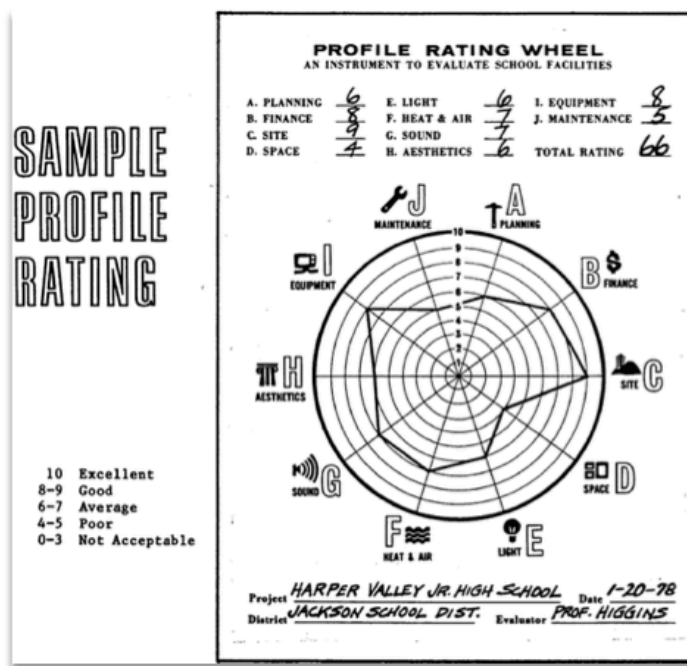 SAMPLE
PROFILE
RATING
10 Excellent
8-9 Good
6-7 Average
4-5 Poor
0-3 Not Acceptable
PROFILE RATING WHEEL
AN INSTRUMENT TO EVALUATE SCHOOL FACILITIES
A. PLANNING 6 E. LIGHT 6 I. EQUIPMENT 8
B. FINANCE 8 F. HEAT & AIR 7 J. MAINTENANCE 5
C. SITE 9 G. SOUND 7
D. SPACE 4 H. AESTHETICS 6 TOTAL RATING 66
J A
MAINTENANCE PLANNING
10
9
8
7
6
5
4
3
2
1
I B $
EQUIPMENT FINANCE
H C
AESTHETICS SITE
G D
SOUND SPACE
F E
HEAT & AIR LIGHT
Project HARPER VALLEY JR. HIGH SCHOOL Date 1-20-78
District JACKSON SCHOOL DIST. Evaluator PROF. HIGGINS